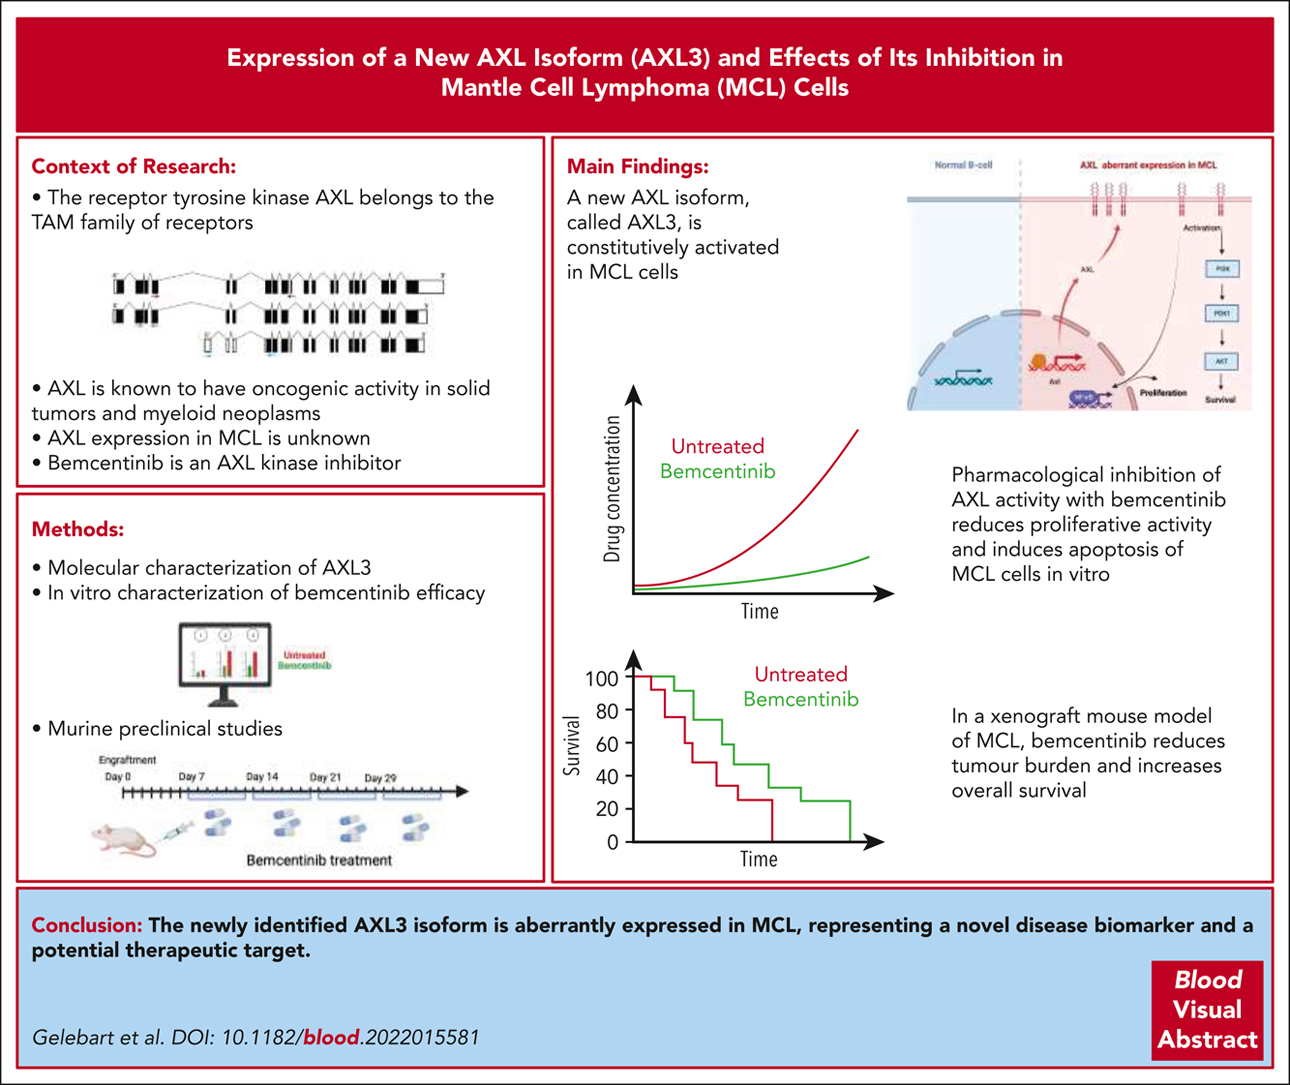 Expression of a New AXL Isoform (AXL3) and Effects of Its Inhibition in
Mantle Cell Lymphoma (MCL) Cells
Context of Research:
• The receptor tyrosine kinase AXL belongs to the
TAM family of receptors
• AXL is known to have oncogenic activity in solid
tumors and myeloid neoplasms
• AXL expression in MCL is unknown
• Bemcentinib is an AXL kinase inhibitor
Methods:
• Molecular characterization of AXL3
• In vitro characterization of bemcentinib efficacy
Untreated
Bemcentinib
• Murine preclinical studies
Engraftment
Day 0 Day 7 Day 14 Day 21 Day 29
Bemcentinib treatment
Main Findings:
A new AXL isoform,
called AXL3, is
constitutively activated
in MCL cells
Normal B-cell
AXL aberrant expression in MCL
Activation
AXL
PI3K
PDK1
AKT
Survival
Axl
Proliferation
Drug concentration
Untreated
Bemcentinib
Time
Pharmacological inhibition of
AXL activity with bemcentinib
reduces proliferative activity
and induces apoptosis of
MCL cells in vitro
Survival
100
80
60
40
20
0
Untreated
Bemcentinib
Time
In a xenograft mouse model
of MCL, bemcentinib reduces
tumour burden and increases
overall survival
Conclusion: The newly identified AXL3 isoform is aberrantly expressed in MCL, representing a novel disease biomarker and a
potential therapeutic target.
Gelebart et al. DOI: 10.1182/blood.2022015581
Blood
Visual
Abstract